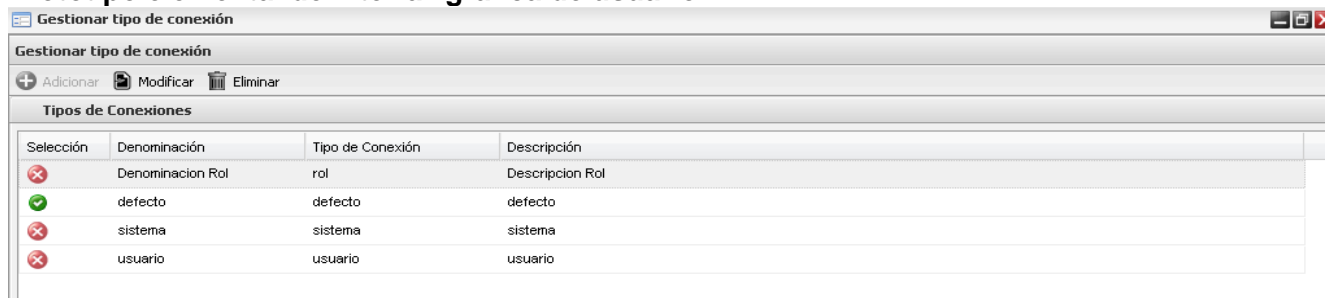 Gestionar tipo de conexión
Gestionar tipo de conexión
Adicionar Modificar Eliminar
Tipos de Conexiones
Selección Denominación Tipo de Conexión Descripción
Denominacion Rol rol Descripcion Rol
defecto defecto defecto
sistema sistema sistema
usuario usuario usuario